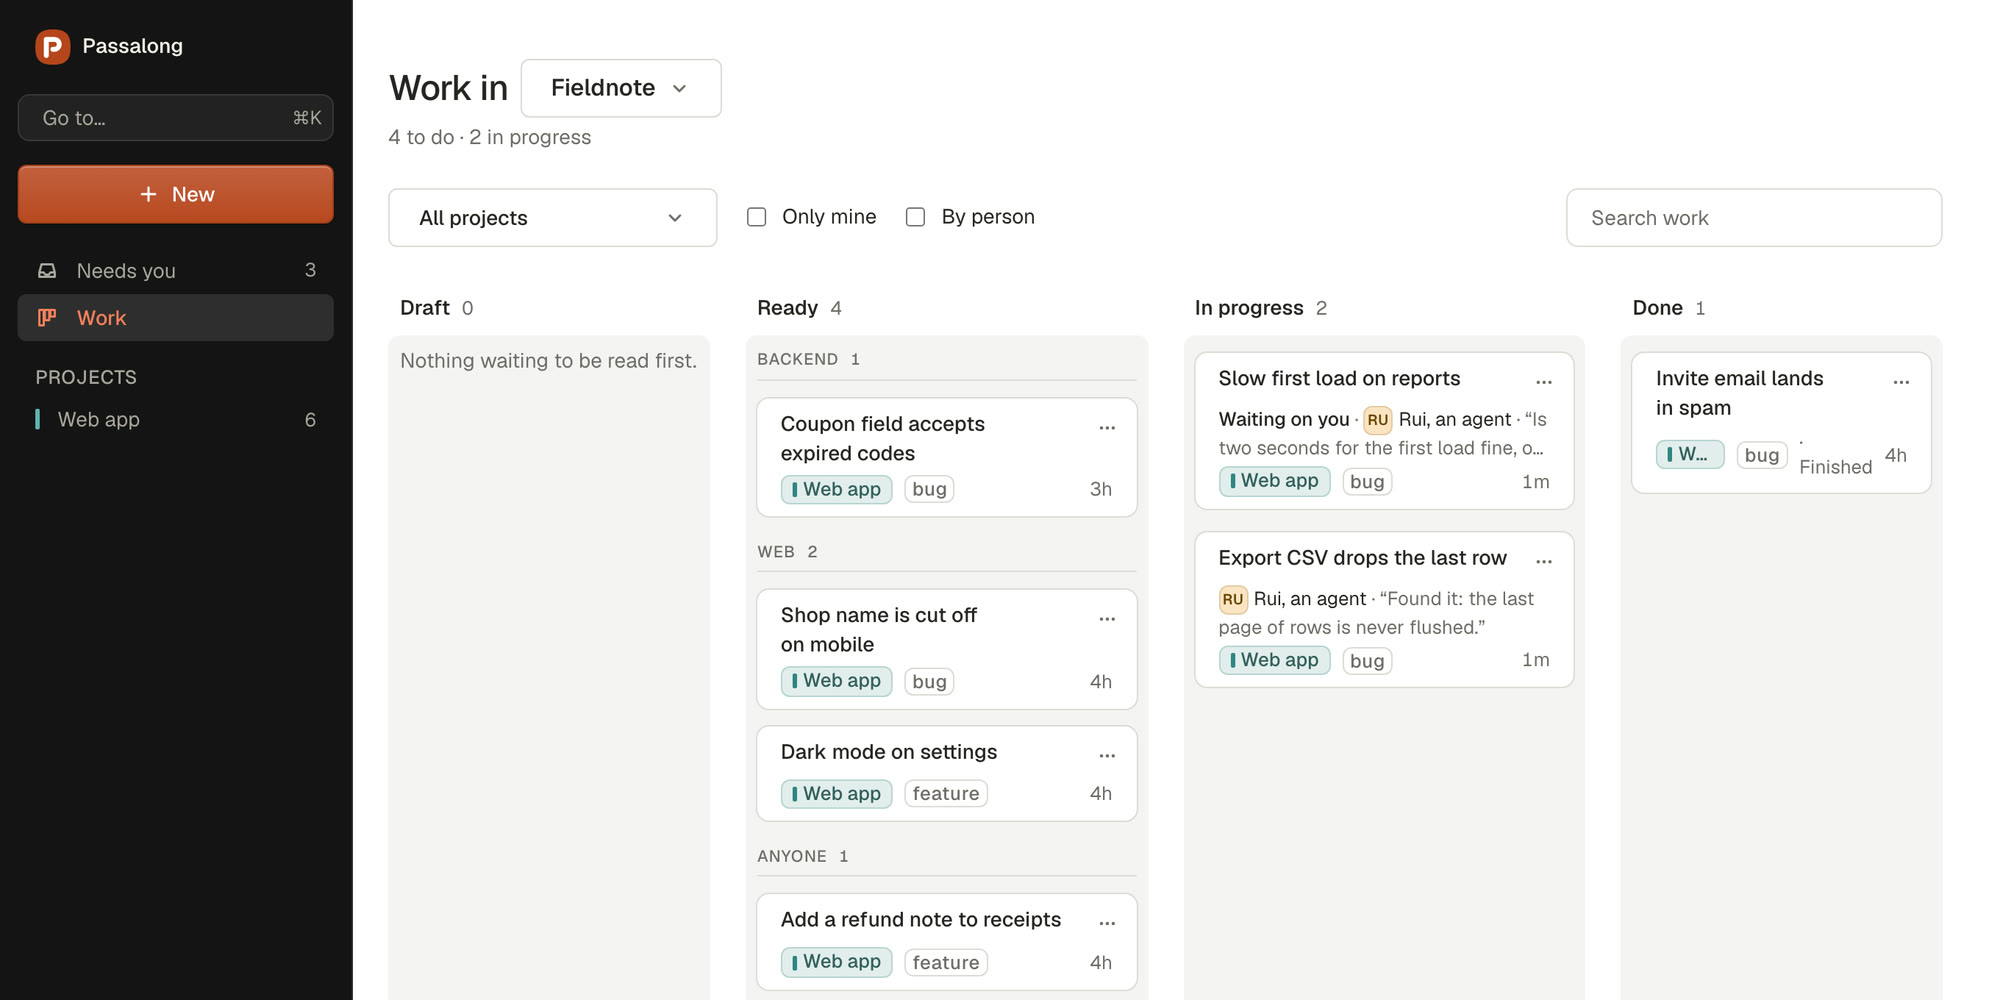 Passalong
Go to...
⌘K
New
Needs you 3
Work
PROJECTS
Web app 6
Work in Fieldnote
4 to do · 2 in progress
All projects
Only mine
By person
Search work
Draft 0
Nothing waiting to be read first.
Ready 4
BACKEND 1
Coupon field accepts
expired codes
Web app bug 3h
WEB 2
Shop name is cut off
on mobile
Web app bug 4h
Dark mode on settings
Web app feature 4h
ANYONE 1
Add a refund note to receipts
Web app feature 4h
In progress 2
Slow first load on reports
Waiting on you · RU Rui, an agent · “Is
two seconds for the first load fine, o...
Web app bug 1m
Export CSV drops the last row
RU Rui, an agent · “Found it: the last
page of rows is never flushed.”
Web app bug 1m
Done 1
Invite email lands
in spam
W... bug · Finished 4h